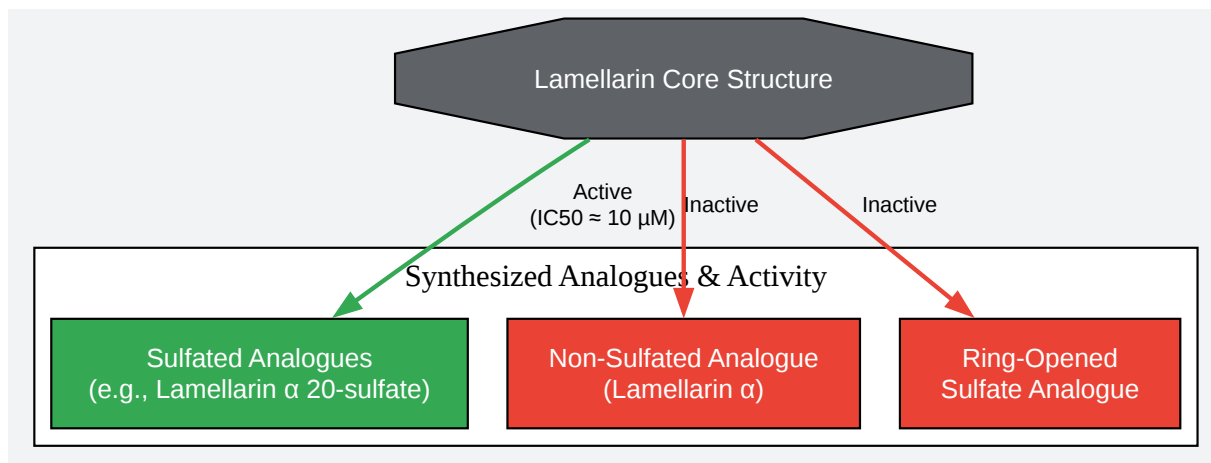 Lamellarin Core Structure
Active
(IC50 ≈ 10 µM)
Inactive
Inactive
Synthesized Analogues & Activity
Sulfated Analogues
(e.g., Lamellarin α 20-sulfate)
Non-Sulfated Analogue
(Lamellarin α)
Ring-Opened
Sulfate Analogue